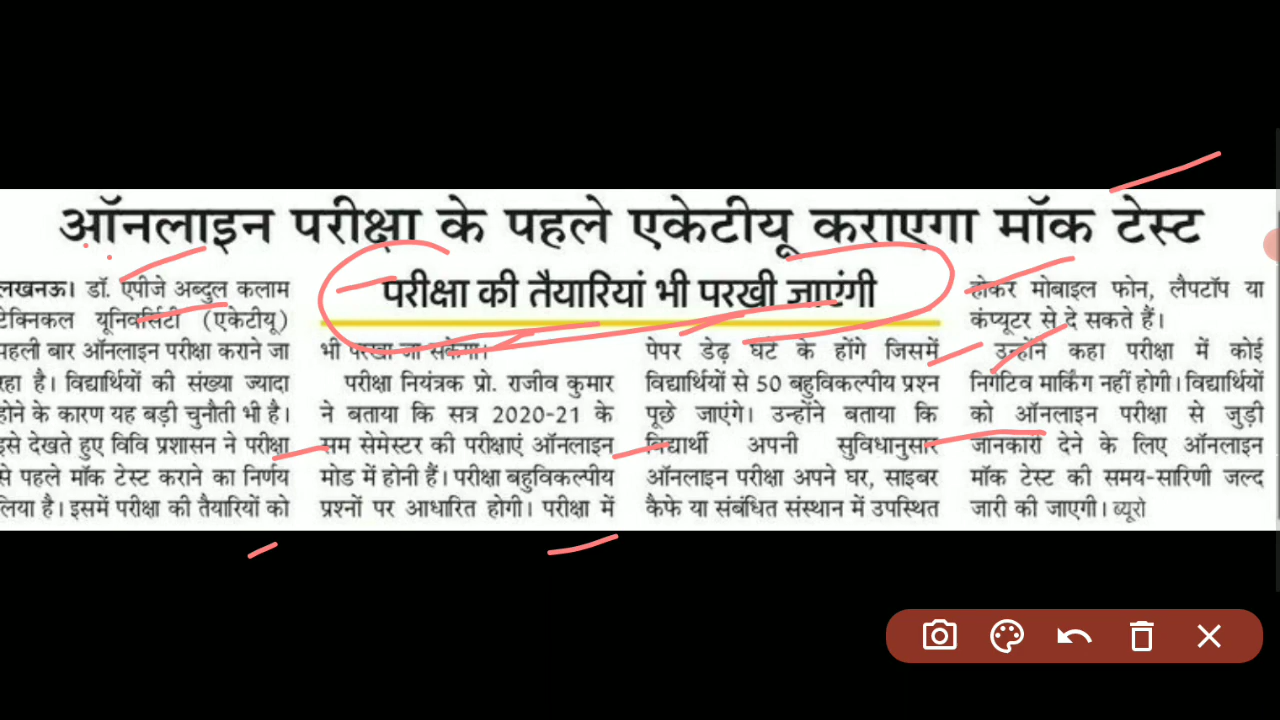 ऑनलाइन परीक्षा के पहले एकेटीयू कराएगा मॉक टेस्ट
परीक्षा की तैयारियां भी परखी जाएंगी
लखनऊ। डॉ. एपीजे अब्दुल कलाम
टेक्निकल यूनिवर्सिटी (एकेटीयू)
पहली बार ऑनलाइन परीक्षा कराने जा
रहा है। विद्यार्थियों की संख्या ज्यादा
होने के कारण यह बड़ी चुनौती भी है।
इसे देखते हुए विवि प्रशासन ने परीक्षा
से पहले मॉक टेस्ट कराने का निर्णय
लिया है। इसमें परीक्षा की तैयारियों को
भी परखा जा सकेगा।
परीक्षा नियंत्रक प्रो. राजीव कुमार
ने बताया कि सत्र 2020-21 के
सम सेमेस्टर की परीक्षाएं ऑनलाइन
मोड में होनी हैं। परीक्षा बहुविकल्पीय
प्रश्नों पर आधारित होगी। परीक्षा में
पेपर डेढ़ घंटे के होंगे जिसमें
विद्यार्थियों से 50 बहुविकल्पीय प्रश्न
पूछे जाएंगे। उन्होंने बताया कि
विद्यार्थी अपनी सुविधानुसार
ऑनलाइन परीक्षा अपने घर, साइबर
कैफे या संबंधित संस्थान में उपस्थित
होकर मोबाइल फोन, लैपटॉप या
कंप्यूटर से दे सकते हैं।
उन्होंने कहा परीक्षा में कोई
निगेटिव मार्किंग नहीं होगी। विद्यार्थियों
को ऑनलाइन परीक्षा से जुड़ी
जानकारी देने के लिए ऑनलाइन
मॉक टेस्ट की समय-सारिणी जल्द
जारी की जाएगी। ब्यूरो